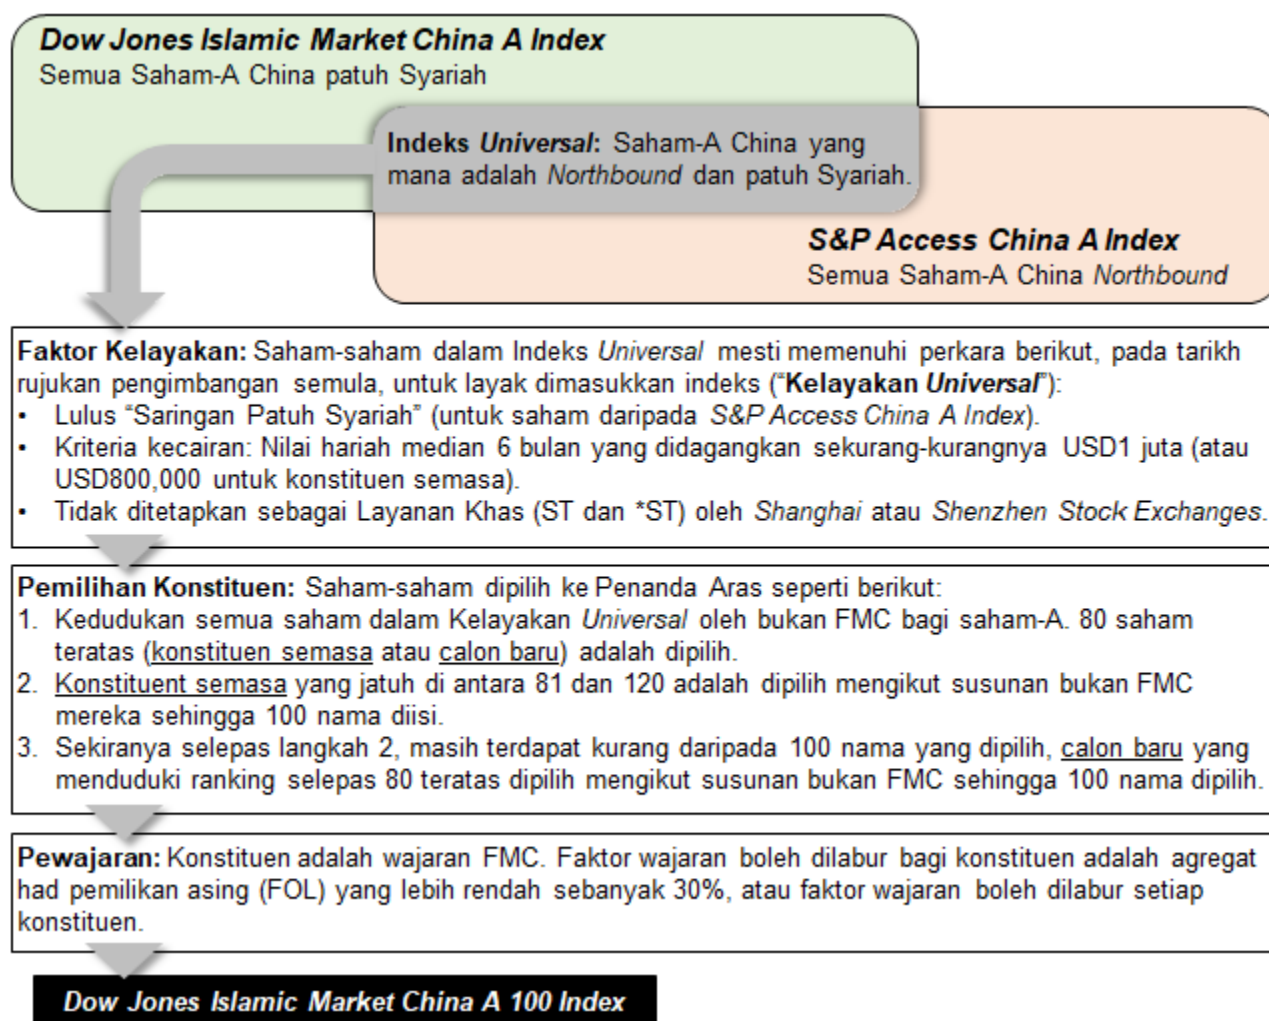 Dow Jones Islamic Market China A Index
Semua Saham-A China patuh Syariah
Indeks Universal: Saham-A China yang
mana adalah Northbound dan patuh Syariah.
S&P Access China A Index
Semua Saham-A China Northbound
Faktor Kelayakan: Saham-saham dalam Indeks Universal mesti memenuhi perkara berikut, pada tarikh
rujukan pengimbangan semula, untuk layak dimasukkan indeks (“Kelayakan Universal”):
• Lulus “Saringan Patuh Syariah” (untuk saham daripada S&P Access China A Index).
• Kriteria kecairan: Nilai hariah median 6 bulan yang didagangkan sekurang-kurangnya USD1 juta (atau
USD800,000 untuk konstituen semasa).
• Tidak ditetapkan sebagai Layanan Khas (ST dan *ST) oleh Shanghai atau Shenzhen Stock Exchanges.
Pemilihan Konstituen: Saham-saham dipilih ke Penanda Aras seperti berikut:
1. Kedudukan semua saham dalam Kelayakan Universal oleh bukan FMC bagi saham-A. 80 saham
teratas (konstituen semasa atau calon baru) adalah dipilih.
2. Konstituent semasa yang jatuh di antara 81 dan 120 adalah dipilih mengikut susunan bukan FMC
mereka sehingga 100 nama diisi.
3. Sekiranya selepas langkah 2, masih terdapat kurang daripada 100 nama yang dipilih, calon baru yang
menduduki ranking selepas 80 teratas dipilih mengikut susunan bukan FMC sehingga 100 nama dipilih.
Pewajaran: Konstituen adalah wajaran FMC. Faktor wajaran boleh dilabur bagi konstituen adalah agregat
had pemilikan asing (FOL) yang lebih rendah sebanyak 30%, atau faktor wajaran boleh dilabur setiap
konstituen.
Dow Jones Islamic Market China A 100 Index